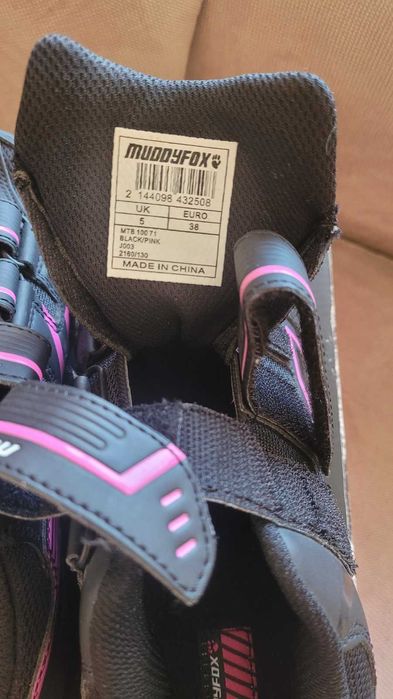 MUDDYFOX
2 144098 432508
UK EURO
5 38
MTB 100 71
BLACK/PINK
J003
2160/130
MADE IN CHINA
MUDDYFOX